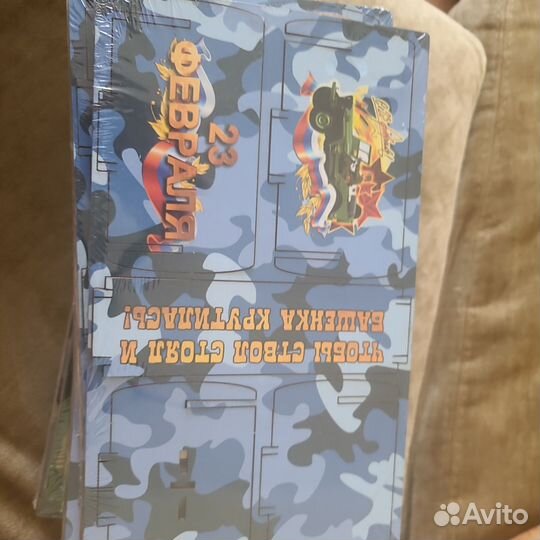 23
ФЕВРАЛЯ
ЧТОБЫ СТВОЛ СТОЯЛ И
БАШЕНКА КРУТИЛАСЬ!
Avito